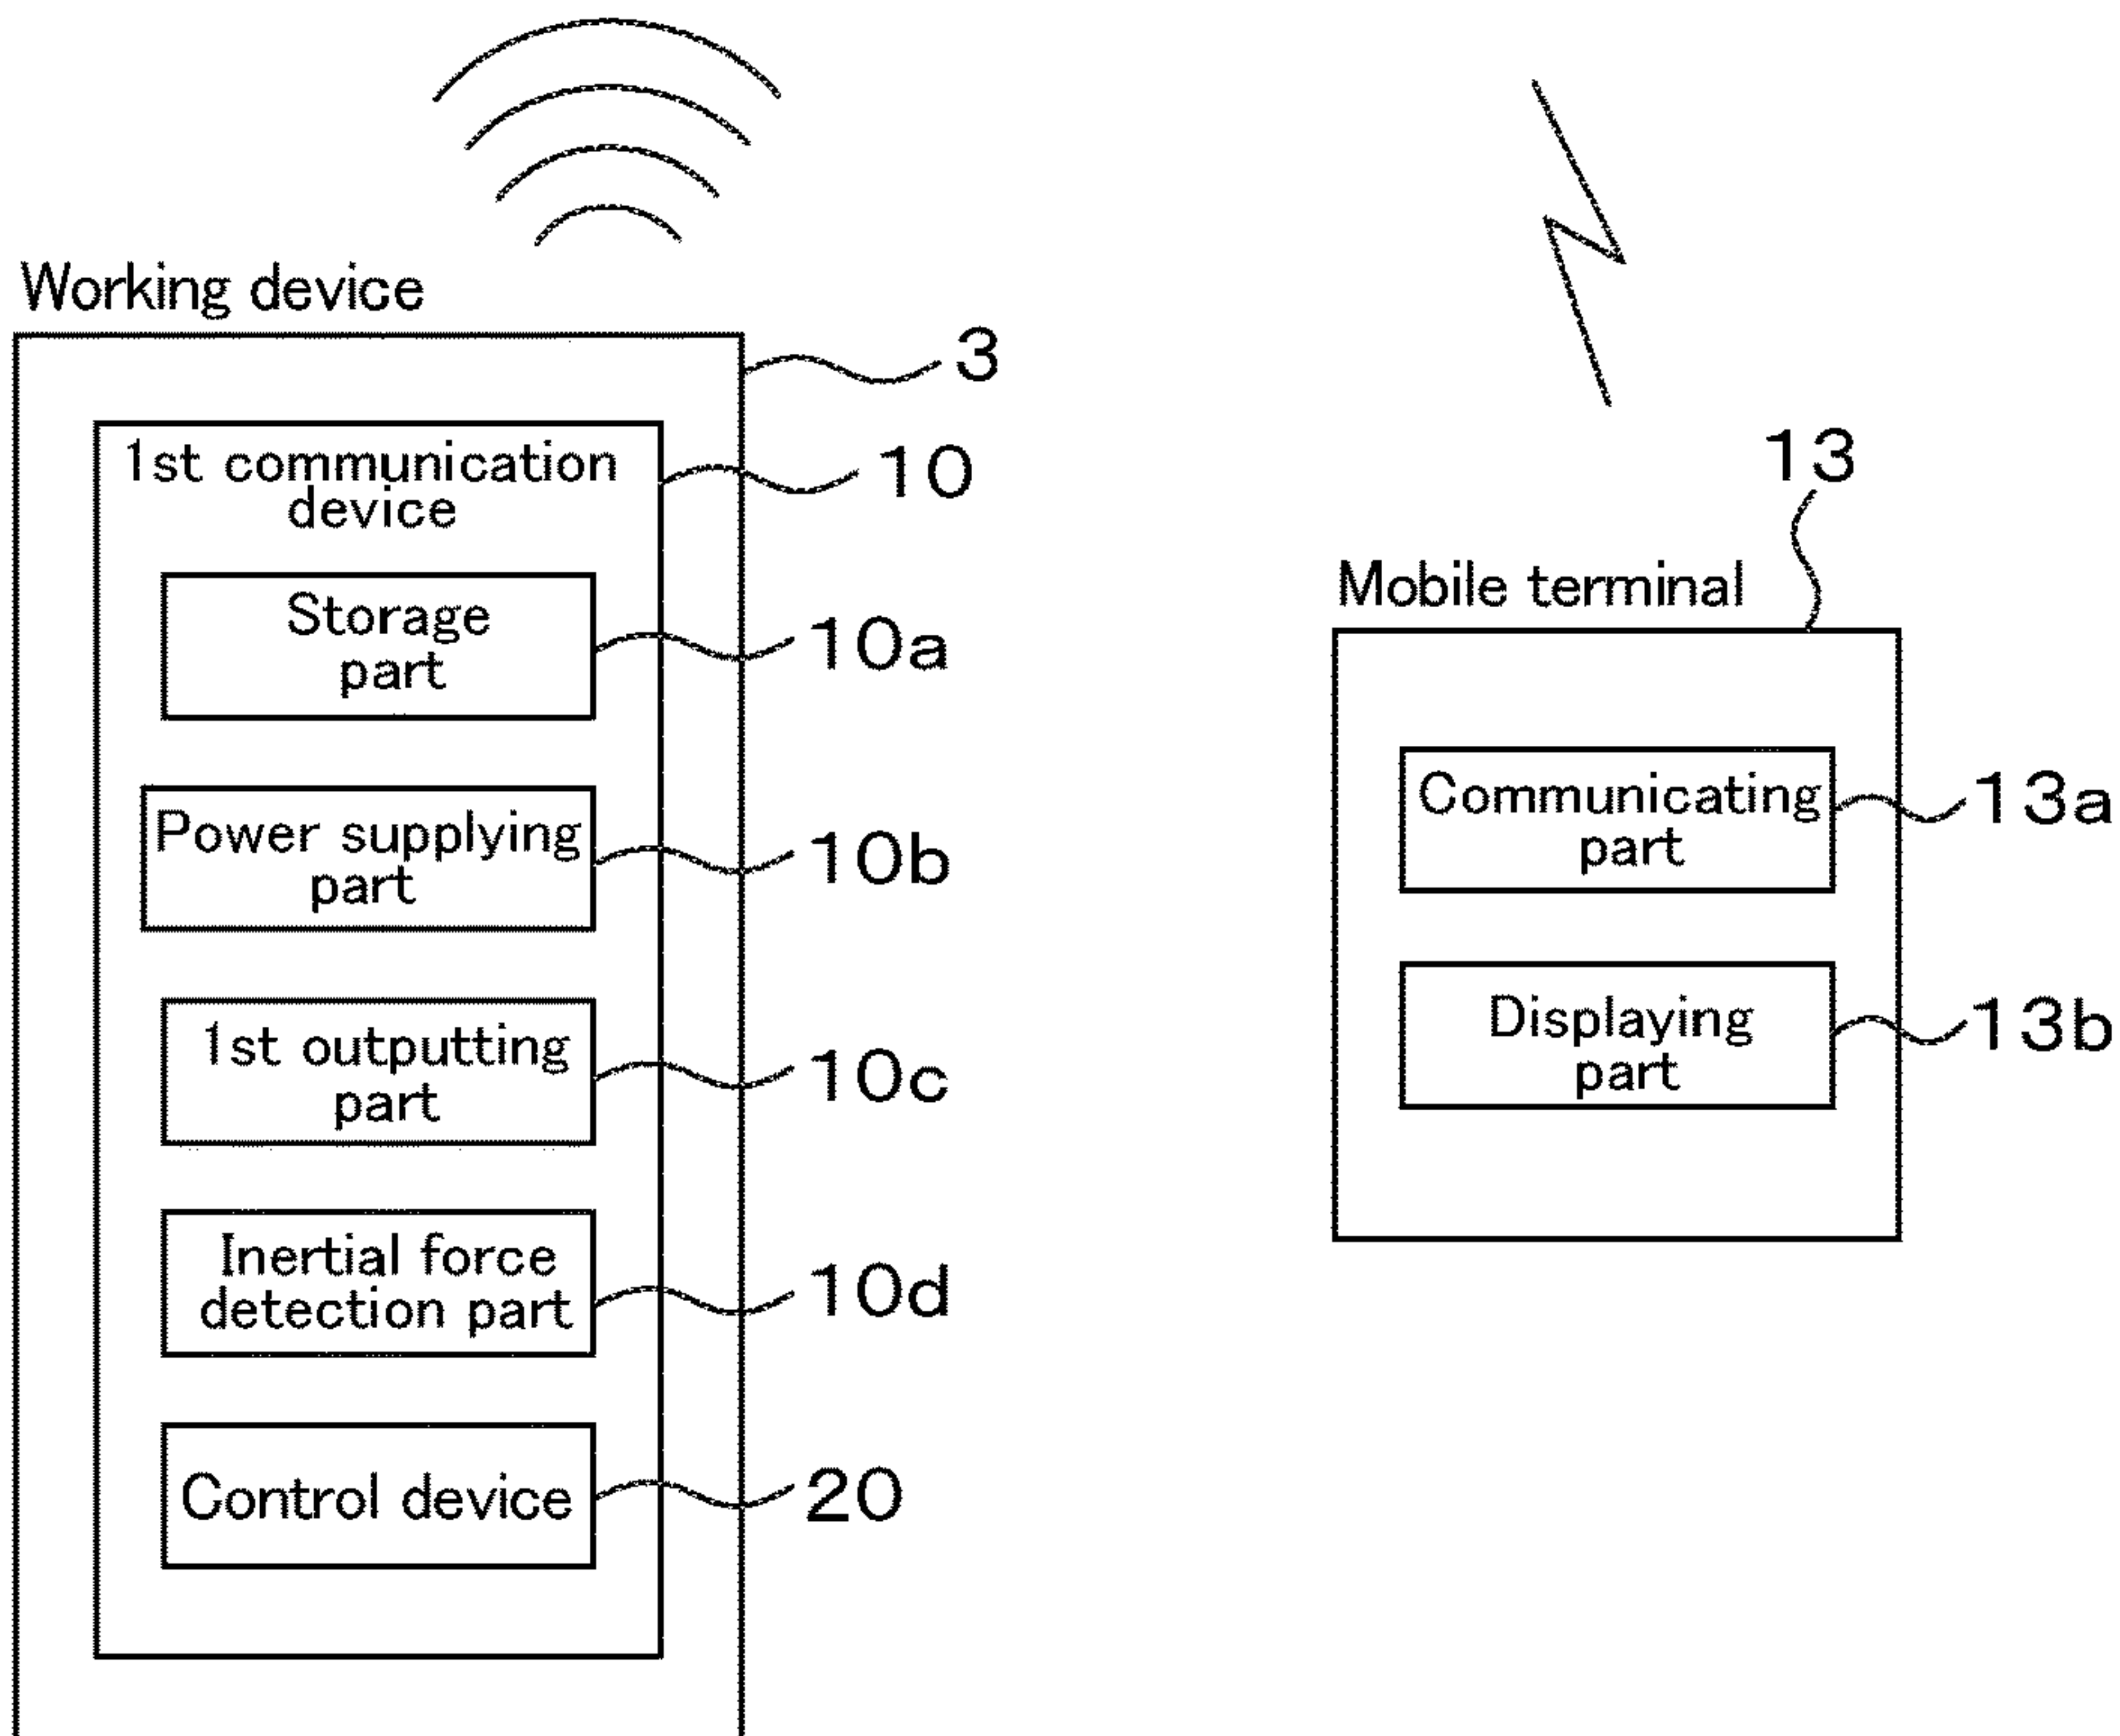 Working device
3
1st communication
device
10
Storage
part
10a
Power supplying
part
10b
1st outputting
part
10c
Inertial force
detection part
10d
Control device
20
13
Mobile terminal
Communicating
part
13a
Displaying
part
13b